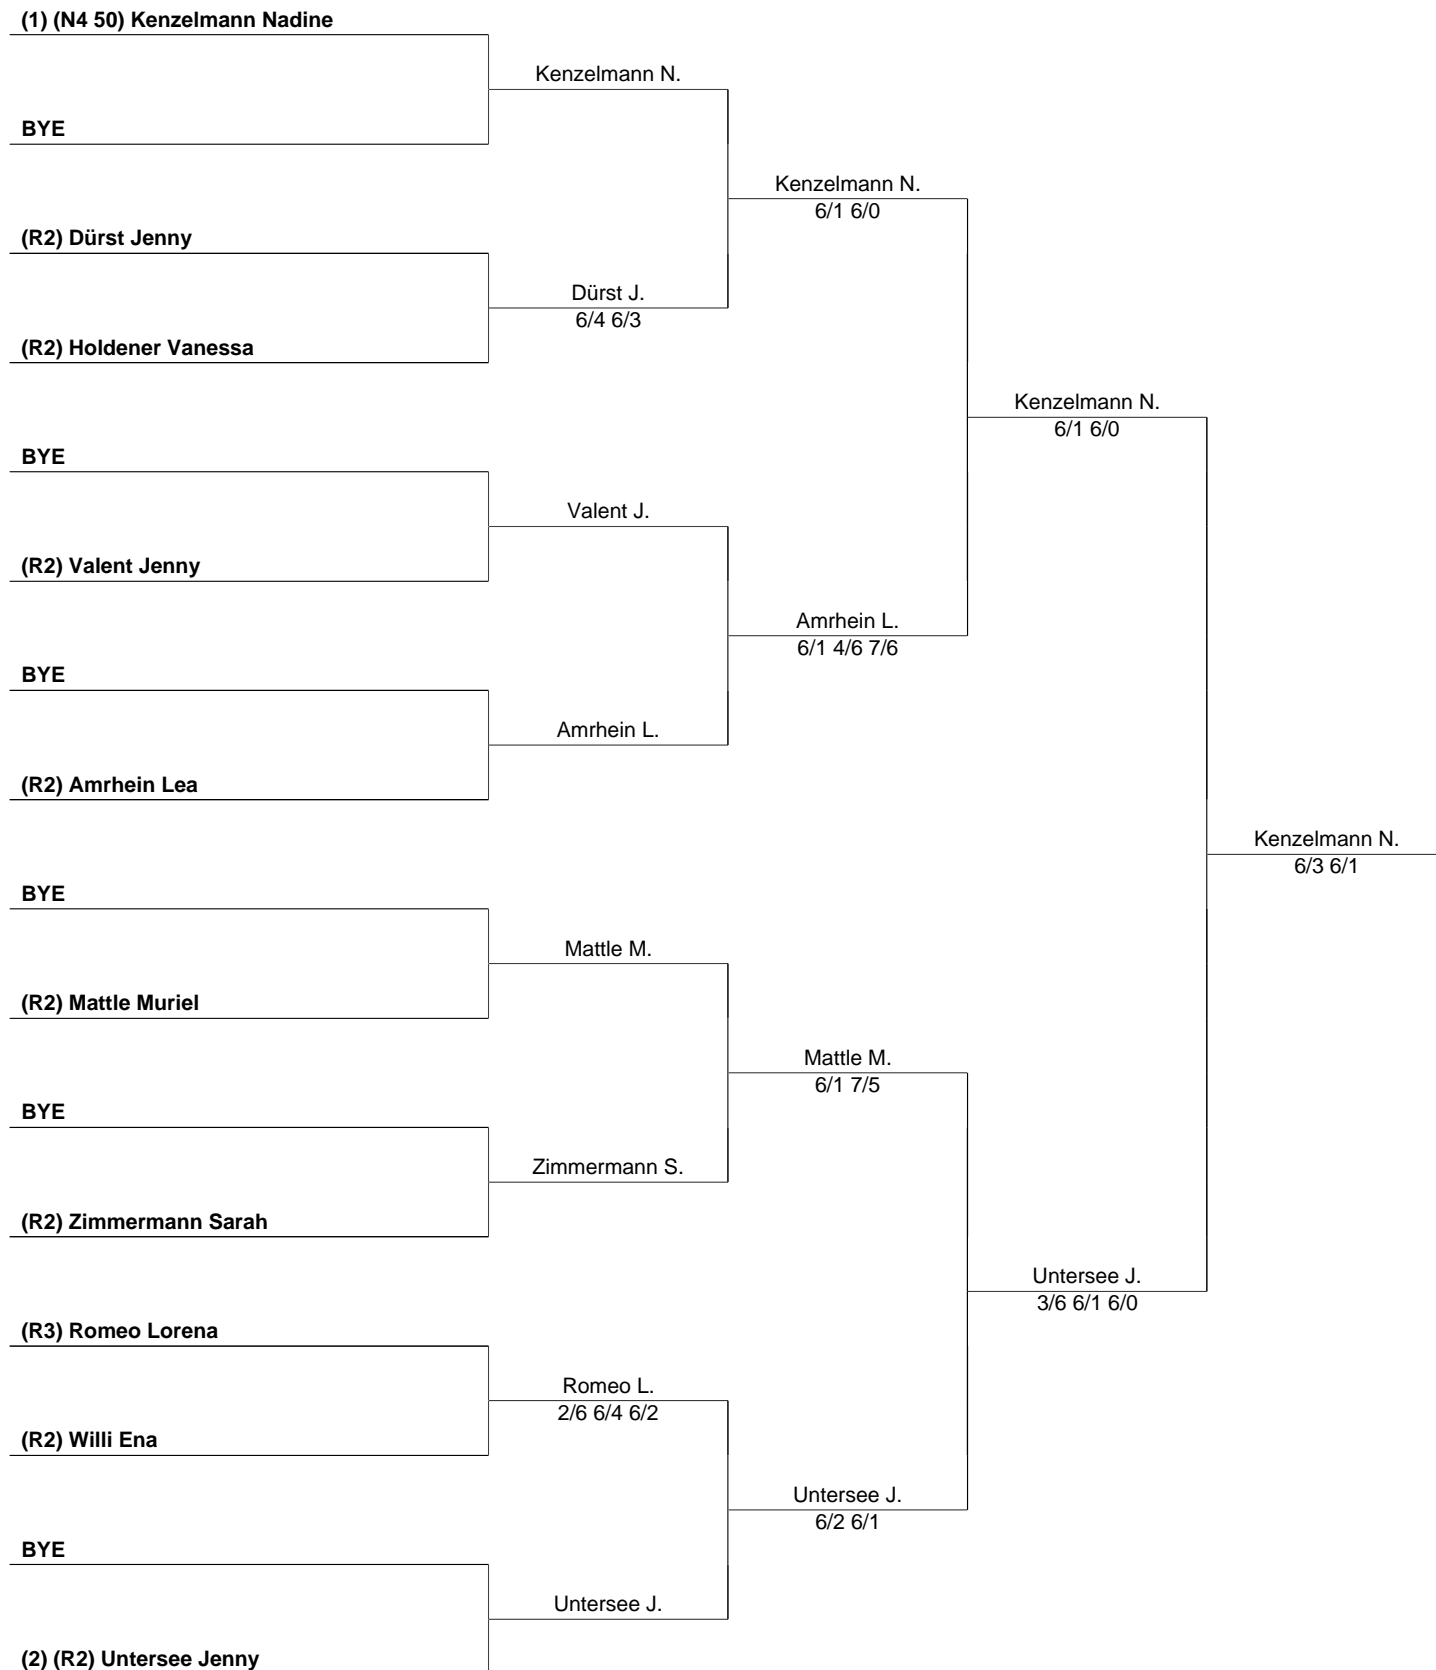 (1) (N4 50) Kenzelmann Nadine
Kenzelmann N.
BYE
Kenzelmann N.
6/1 6/0
(R2) Dürst Jenny
Dürst J.
6/4 6/3
(R2) Holdener Vanessa
Kenzelmann N.
6/1 6/0
BYE
Valent J.
(R2) Valent Jenny
Amrhein L.
6/1 4/6 7/6
BYE
Amrhein L.
(R2) Amrhein Lea
Kenzelmann N.
6/3 6/1
BYE
Mattle M.
(R2) Mattle Muriel
Mattle M.
6/1 7/5
BYE
Zimmermann S.
(R2) Zimmermann Sarah
Untersee J.
3/6 6/1 6/0
(R3) Romeo Lorena
Romeo L.
2/6 6/4 6/2
(R2) Willi Ena
Untersee J.
6/2 6/1
BYE
Untersee J.
(2) (R2) Untersee Jenny